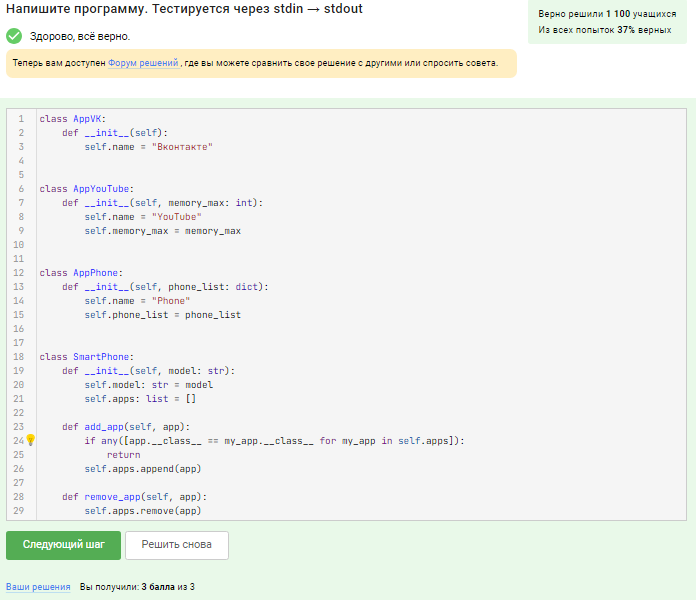 Напишите программу. Тестируется через stdin → stdout
Верно решили 1 100 учащихся
Из всех попыток 37% верных
Здорово, всё верно.
Теперь вам доступен Форум решений , где вы можете сравнить свое решение с другими или спросить совета.
1 class AppVK:
2     def __init__(self):
3         self.name = "Вконтакте"
4
5
6 class AppYouTube:
7     def __init__(self, memory_max: int):
8         self.name = "YouTube"
9         self.memory_max = memory_max
10
11
12 class AppPhone:
13     def __init__(self, phone_list: dict):
14         self.name = "Phone"
15         self.phone_list = phone_list
16
17
18 class SmartPhone:
19     def __init__(self, model: str):
20         self.model: str = model
21         self.apps: list = []
22
23     def add_app(self, app):
24         if any([app.__class__ == my_app.__class__ for my_app in self.apps]):
25             return
26         self.apps.append(app)
27
28     def remove_app(self, app):
29         self.apps.remove(app)
Следующий шаг
Решить снова
Ваши решения Вы получили: 3 балла из 3